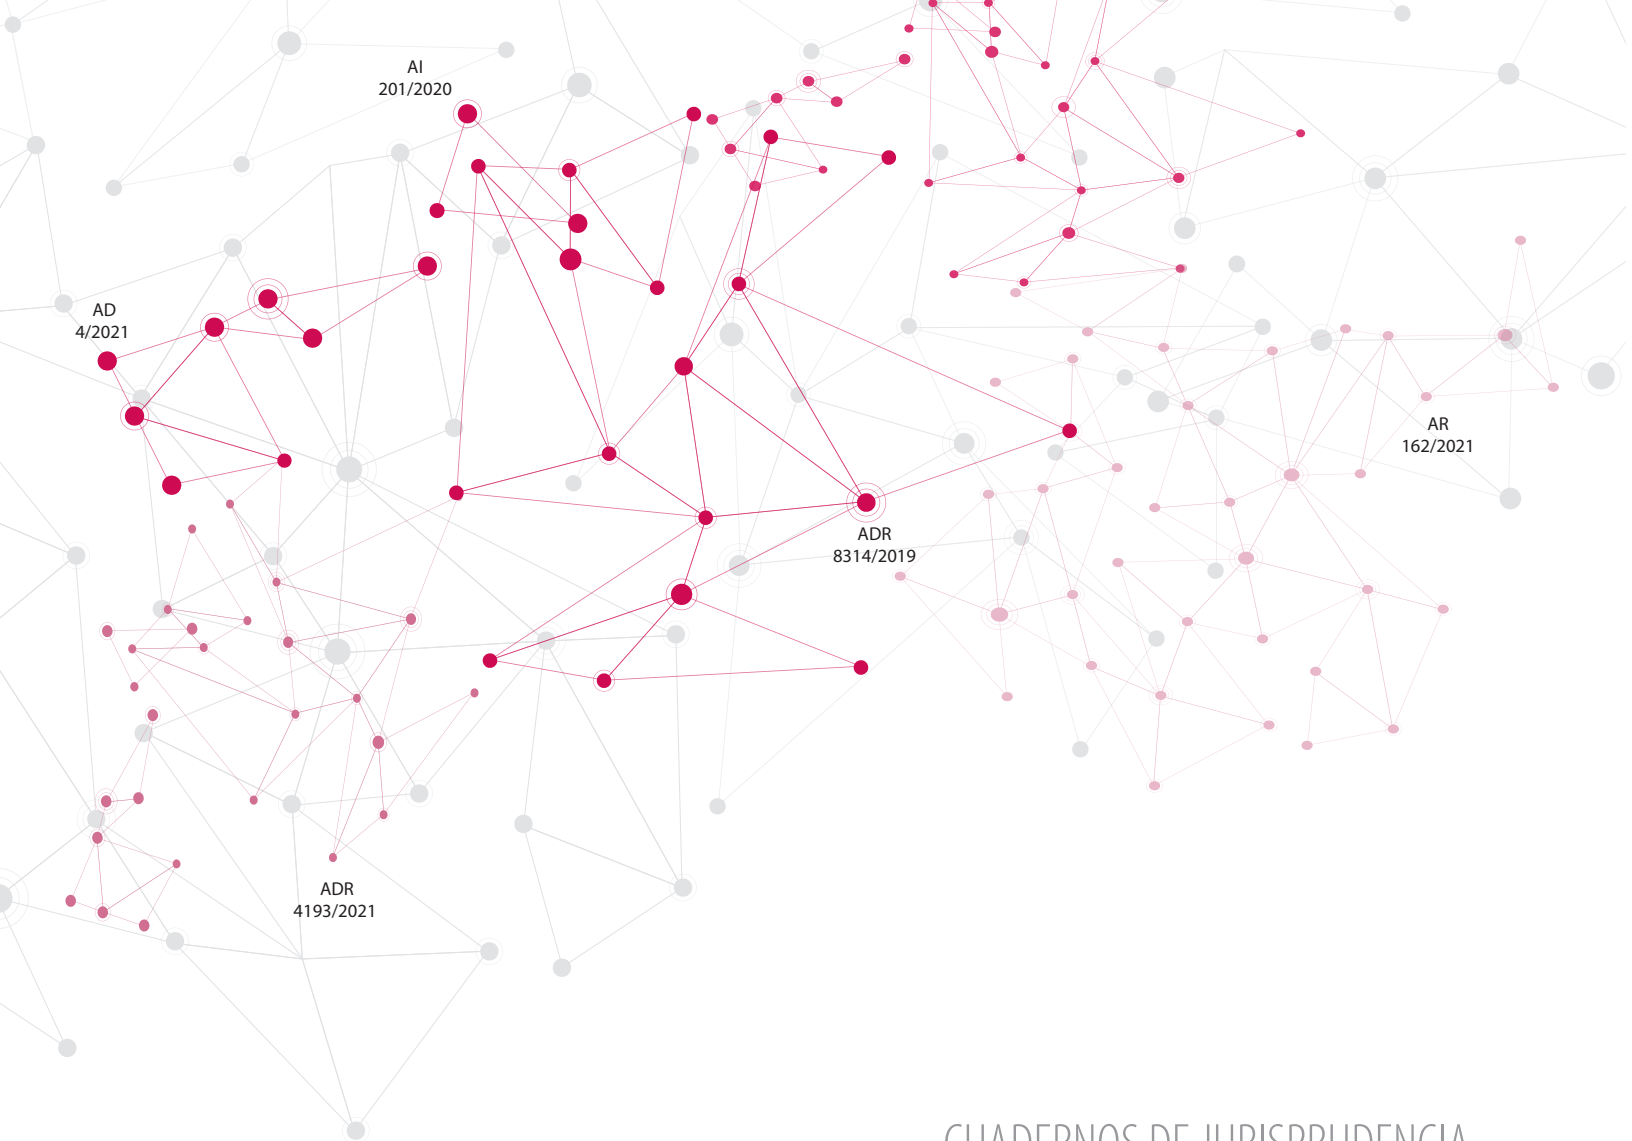 AI
201/2020
AD
4/2021
AR
162/2021
ADR
8314/2019
ADR
4193/2021
CUADERNOS DE JURISPRUDENCIA